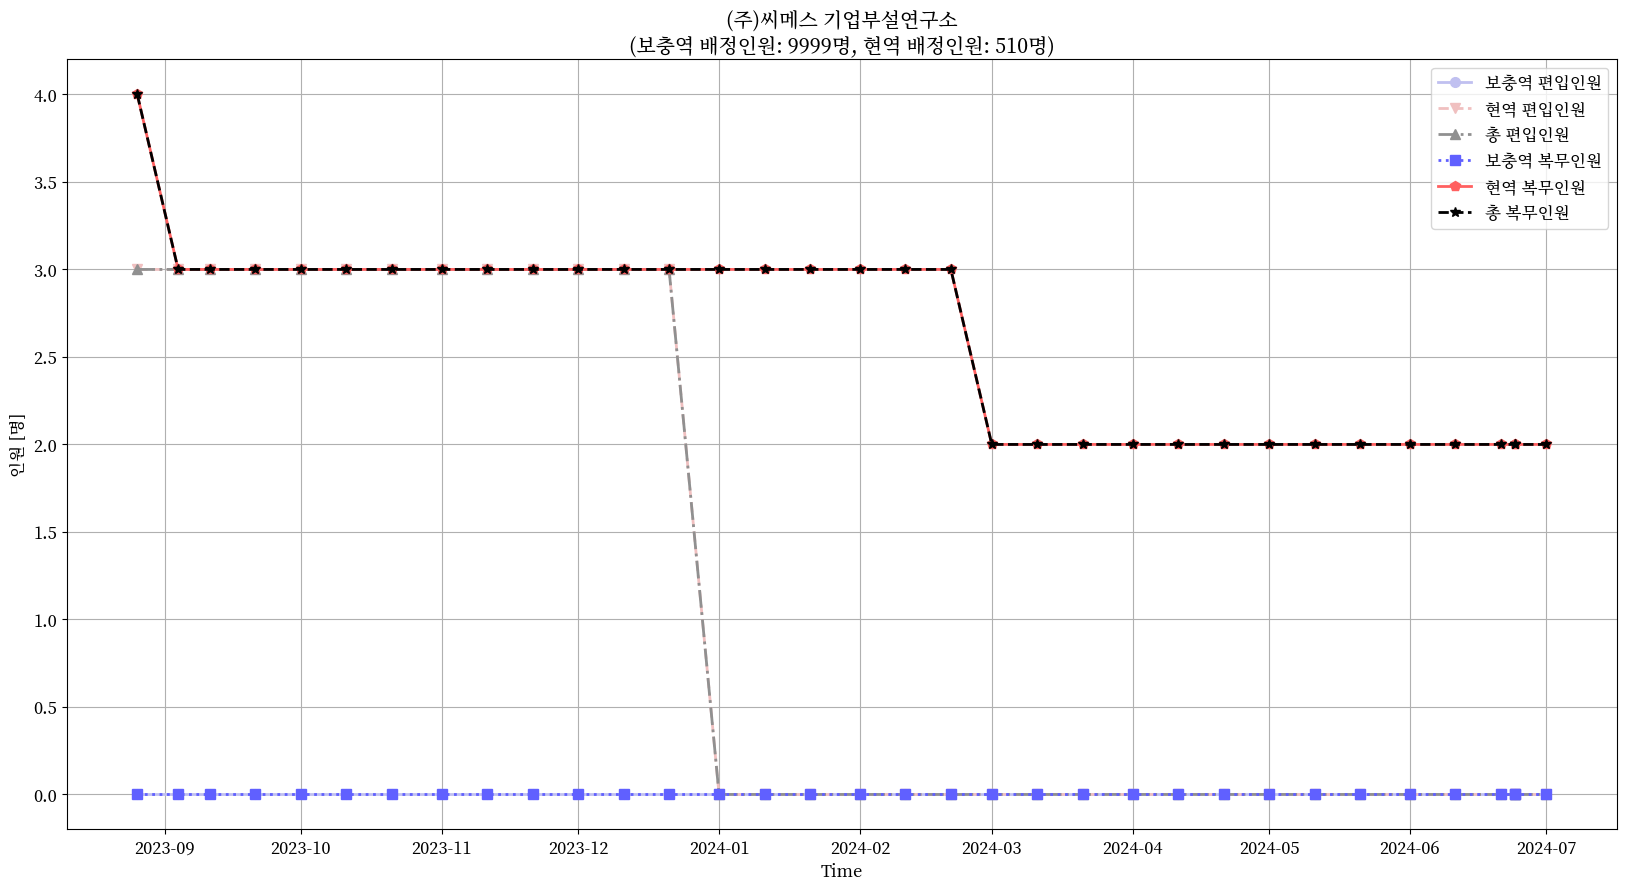 (주)씨메스 기업부설연구소
(보충역 배정인원: 9999명, 현역 배정인원: 510명)
보충역 편입인원
현역 편입인원
총 편입인원
보충역 복무인원
현역 복무인원
총 복무인원
인원 [명]
4.0
3.5
3.0
2.5
2.0
1.5
1.0
0.5
0.0
2023-09 2023-10 2023-11 2023-12 2024-01 2024-02 2024-03 2024-04 2024-05 2024-06 2024-07
Time